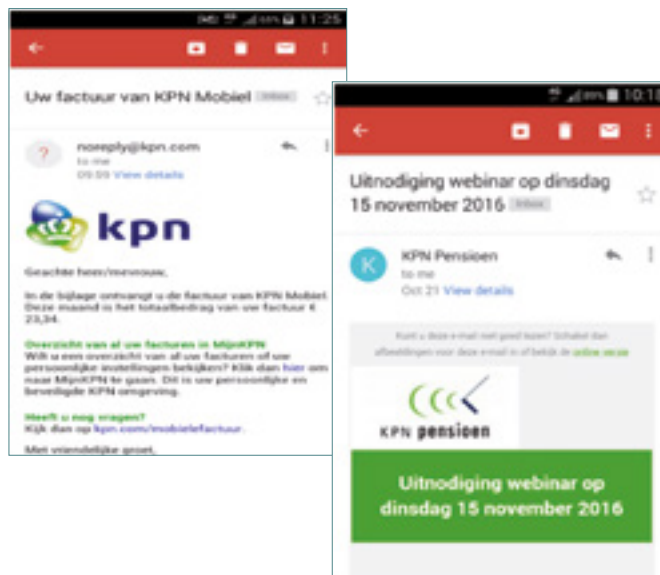 11:25
Uw factuur van KPN Mobiel Inbox
?
noreply@kpn.com
to me
09:09 View details
kpn
Geachte heer/mevrouw,
In de bijlage ontvangt u de factuur van KPN Mobiel.
Deze maand is het totaalbedrag van uw factuur €
23,34.
Overzicht van al uw facturen in MijnKPN
Wilt u een overzicht van al uw facturen of uw
persoonlijke instellingen bekijken? Klik dan hier om
naar MijnKPN te gaan. Dit is uw persoonlijke en
beveiligde KPN omgeving.
Heeft u nog vragen?
Kijk dan op kpn.com/mobielefactuur.
Met vriendelijke groet,
10:18
Uitnodiging webinar op dinsdag
15 november 2016 Inbox
K
KPN Pensioen
to me
Oct 21 View details
Kunt u deze e-mail niet goed lezen? Schakel dan
afbeeldingen voor deze e-mail in of bekijk de online versie
KPN pensioen
Uitnodiging webinar op
dinsdag 15 november 2016